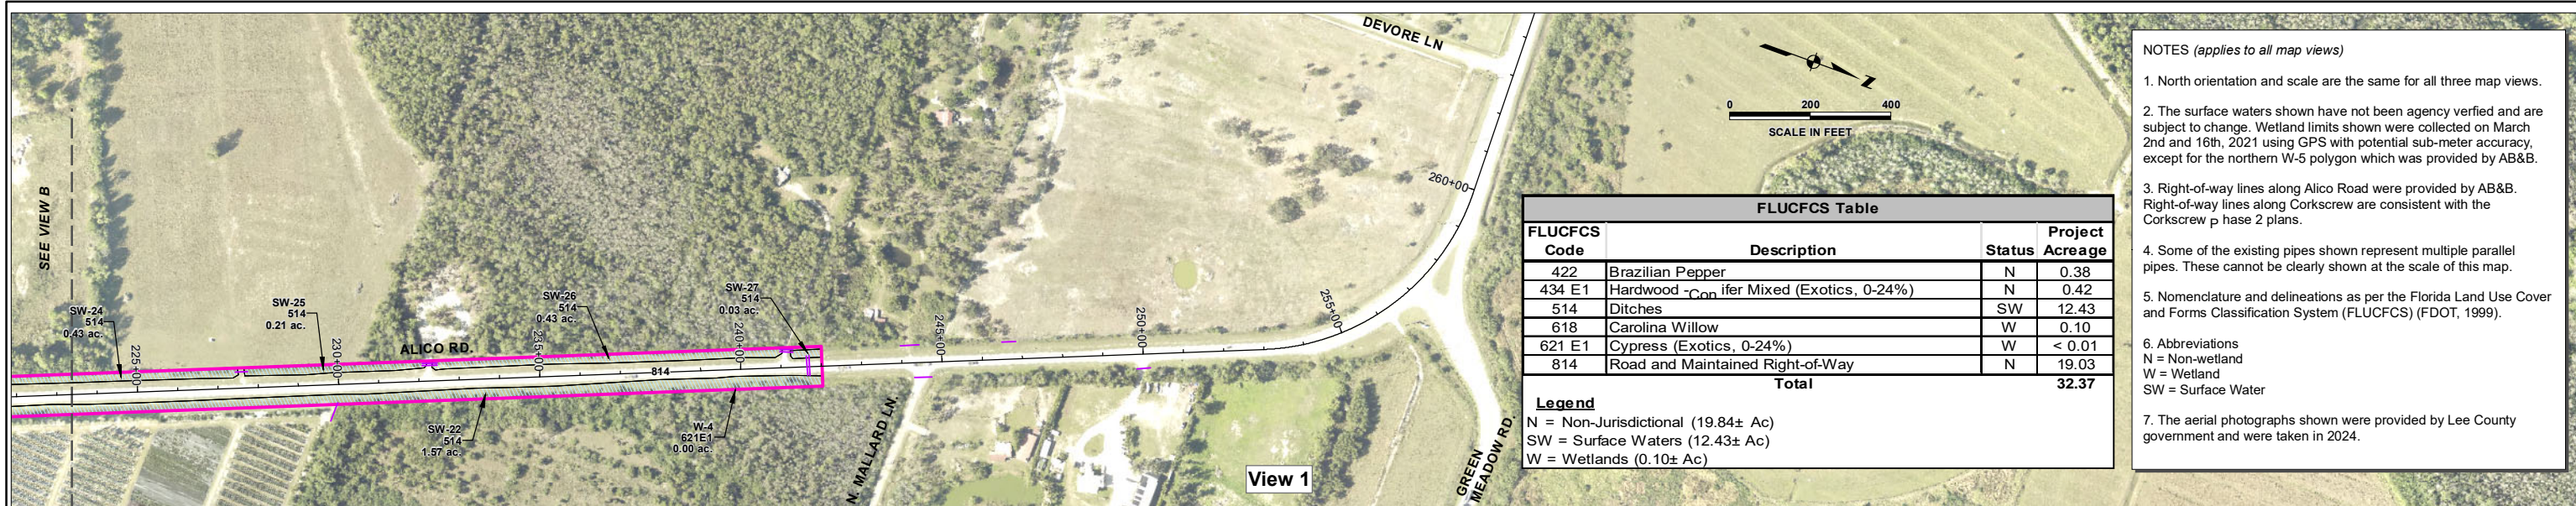 DEVORE LN
Z
0 200 400
SCALE IN FEET
SEE VIEW B
SW-24
514
0.43 ac.
SW-25
514
0.21 ac.
SW-26
514
0.43 ac.
SW-27
514
0.03 ac.
225+00
230+00
235+00
240+00
245+00
250+00
255+00
260+00
ALICO RD.
814
SW-22
514
1.57 ac.
W-4
621E1
0.00 ac.
N. MALLARD LN.
GREEN
MEADOW RD.
View 1
FLUCFCS Table
FLUCFCS Code Description Status Project Acreage
422 Brazilian Pepper N 0.38
434 E1 Hardwood -Con ifer Mixed (Exotics, 0-24%) N 0.42
514 Ditches SW 12.43
618 Carolina Willow W 0.10
621 E1 Cypress (Exotics, 0-24%) W < 0.01
814 Road and Maintained Right-of-Way N 19.03
Total 32.37
Legend
N = Non-Jurisdictional (19.84± Ac)
SW = Surface Waters (12.43± Ac)
W = Wetlands (0.10± Ac)
NOTES (applies to all map views)
1. North orientation and scale are the same for all three map views.
2. The surface waters shown have not been agency verfied and are
subject to change. Wetland limits shown were collected on March
2nd and 16th, 2021 using GPS with potential sub-meter accuracy,
except for the northern W-5 polygon which was provided by AB&B.
3. Right-of-way lines along Alico Road were provided by AB&B.
Right-of-way lines along Corkscrew are consistent with the
Corkscrew P hase 2 plans.
4. Some of the existing pipes shown represent multiple parallel
pipes. These cannot be clearly shown at the scale of this map.
5. Nomenclature and delineations as per the Florida Land Use Cover
and Forms Classification System (FLUCFCS) (FDOT, 1999).
6. Abbreviations
N = Non-wetland
W = Wetland
SW = Surface Water
7. The aerial photographs shown were provided by Lee County
government and were taken in 2024.